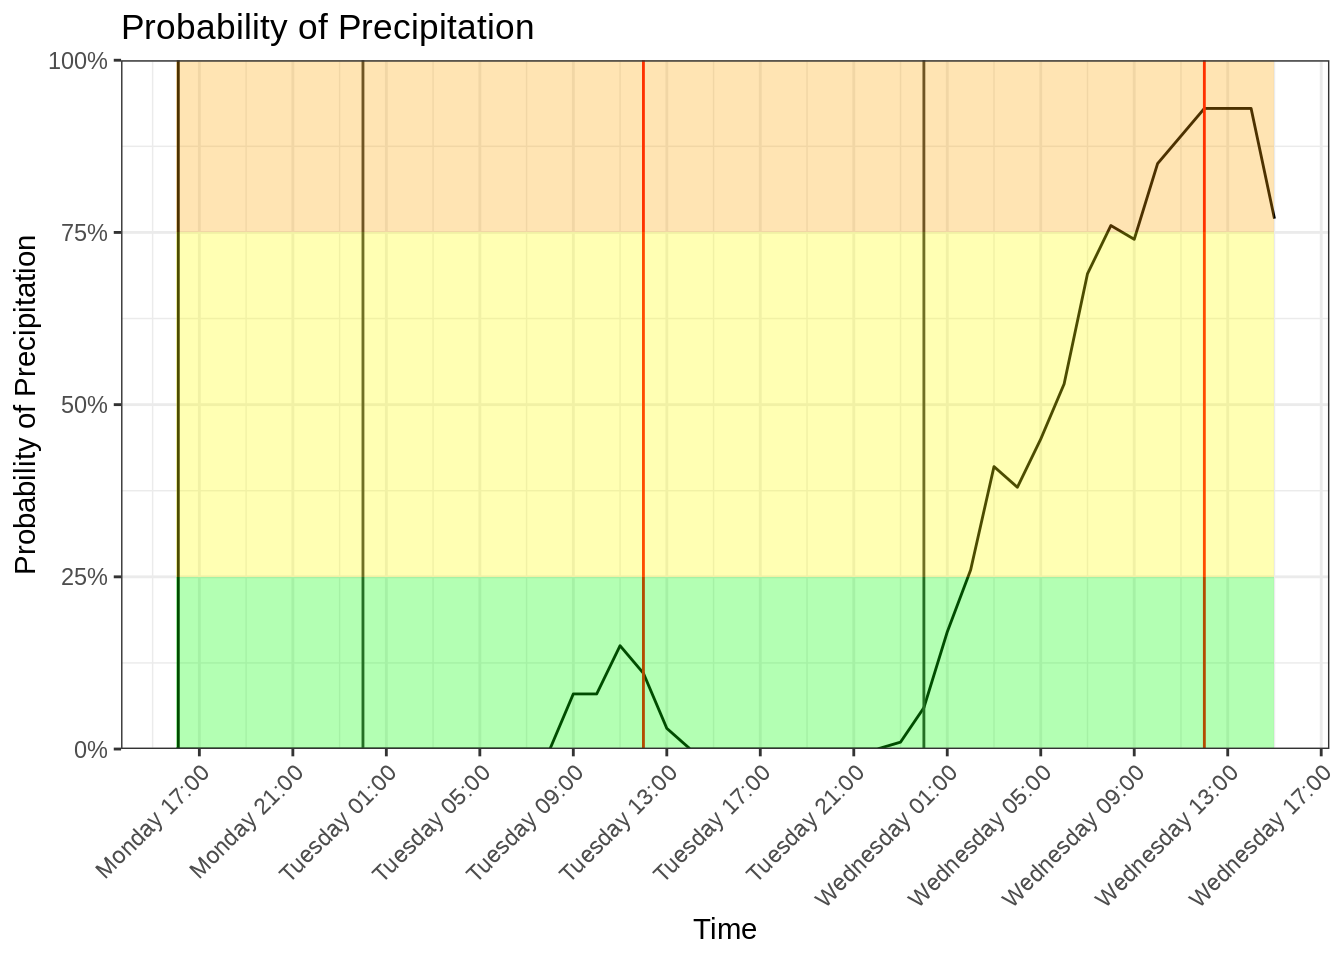 Probability of Precipitation
Probability of Precipitation
100%
75%
50%
25%
0%
Monday 17:00
Monday 21:00
Tuesday 01:00
Tuesday 05:00
Tuesday 09:00
Tuesday 13:00
Tuesday 17:00
Tuesday 21:00
Wednesday 01:00
Wednesday 05:00
Wednesday 09:00
Wednesday 13:00
Wednesday 17:00
Time